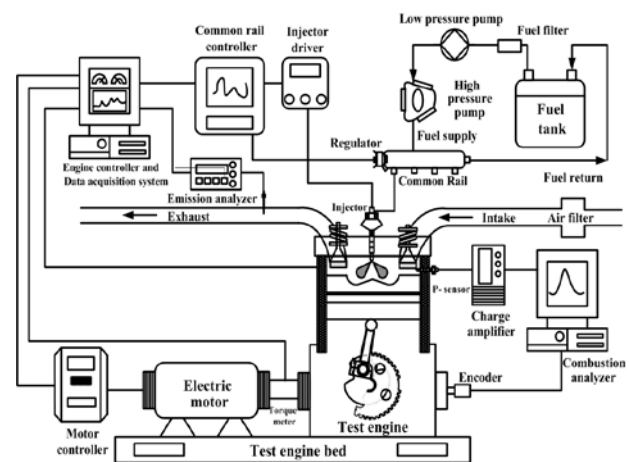 Low pressure pump
Fuel filter
Common rail
controller
Injector
driver
High
pressure
pump
Fuel
tank
Fuel supply
Regulator
Engine controller and
Data acquisition system
Common Rail
Fuel return
Emission analyzer
Injector
Exhaust
Intake
Air filter
P- sensor
Charge
amplifier
Combustion
analyzer
Electric
motor
Encoder
Torque
meter
Test engine
Motor
controller
Test engine bed